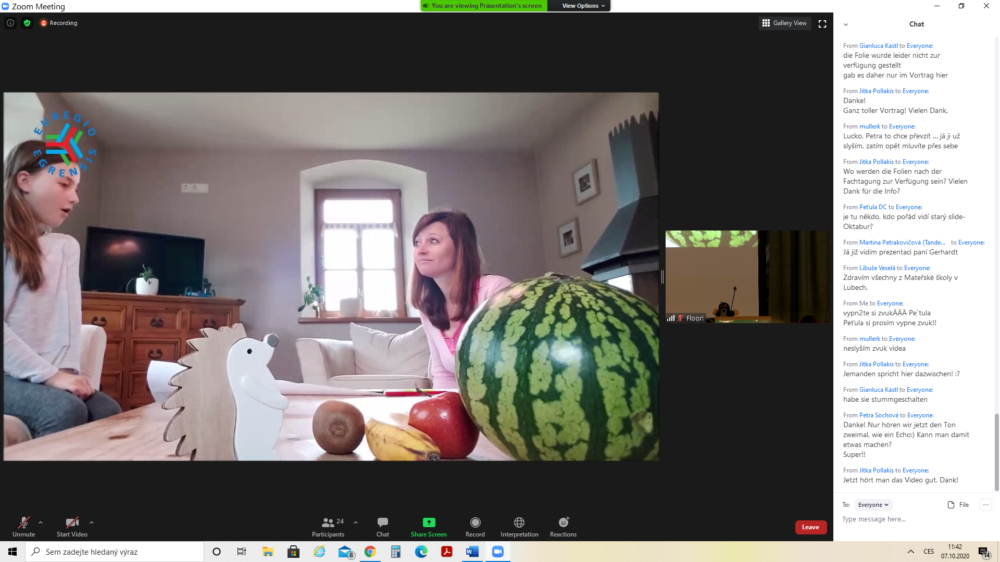 Zoom Meeting
You are viewing Präsentation's screen
View Options
Recording
Gallery View
EUREGIO
EGRENSIS
Floor!
Chat
From Gianluca Kastl to Everyone:
die Folie wurde leider nicht zur
verfügung gestellt
gab es daher nur im Vortrag hier
From Jitka Pollakis to Everyone:
Danke!
Ganz toller Vortrag! Vielen Dank.
From mullerk to Everyone:
Lucko, Petra to chce převzít ... já ji už
slyším, zatím opět mluvíte přes sebe
From Jitka Pollakis to Everyone:
Wo werden die Folien nach der
Fachtagung zur Verfügung sein? Vielen
Dank für die Info?
From Peťula DC to Everyone:
je tu někdo, kdo pořád vidí starý slide-
Oktabur?
From Martina Petrakovičová (Tande... to Everyone:
Já již vidím prezentaci paní Gerhardt
From Libuše Veselá to Everyone:
Zdravím všechny z Mateřské školy v
Lubech.
From Me to Everyone:
vypn2te si zvukÄÄÄ Pe`tula
Peťula si prosím vypne zvuk!!
From mullerk to Everyone:
neslyším zvuk videa
From Jitka Pollakis to Everyone:
Jemanden spricht hier dazwischen! :?
From Gianluca Kastl to Everyone:
habe sie stummgeschalten
From Petra Sochová to Everyone:
Danke! Nur hören wir jetzt den Ton
zweimal, wie ein Echo:) Kann man damit
etwas machen?
Super!!
From Jitka Pollakis to Everyone:
Jetzt hört man das Video gut. Dank!
To: Everyone File
Type message here...
Unmute
Start Video
24
Participants
Chat
Share Screen
Record
Interpretation
Reactions
Leave
Sem zadejte hledaný výraz
8
CES
11:42
07.10.2020
14